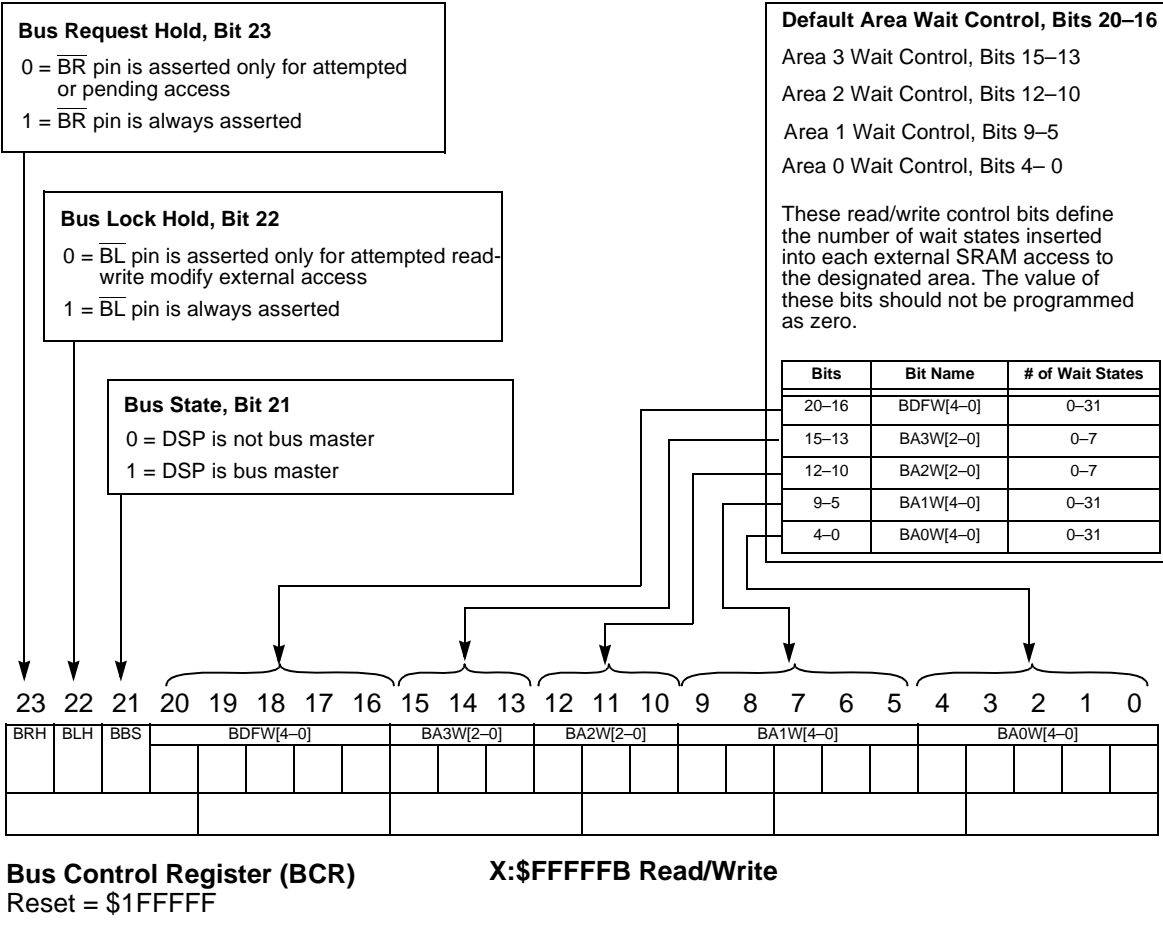 Bus Request Hold, Bit 23
0 = BR pin is asserted only for attempted
or pending access
1 = BR pin is always asserted
Bus Lock Hold, Bit 22
0 = BL pin is asserted only for attempted read-
write modify external access
1 = BL pin is always asserted
Bus State, Bit 21
0 = DSP is not bus master
1 = DSP is bus master
Default Area Wait Control, Bits 20–16
Area 3 Wait Control, Bits 15–13
Area 2 Wait Control, Bits 12–10
Area 1 Wait Control, Bits 9–5
Area 0 Wait Control, Bits 4– 0
These read/write control bits define
the number of wait states inserted
into each external SRAM access to
the designated area. The value of
these bits should not be programmed
as zero.
Bits Bit Name # of Wait States
20–16 BDFW[4–0] 0–31
15–13 BA3W[2–0] 0–7
12–10 BA2W[2–0] 0–7
9–5 BA1W[4–0] 0–31
4–0 BA0W[4–0] 0–31
23 22 21 20 19 18 17 16 15 14 13 12 11 10 9 8 7 6 5 4 3 2 1 0
BRH BLH BBS BDFW[4–0] BA3W[2–0] BA2W[2–0] BA1W[4–0] BA0W[4–0]
Bus Control Register (BCR) X:$FFFFFB Read/Write
Reset = $1FFFFF